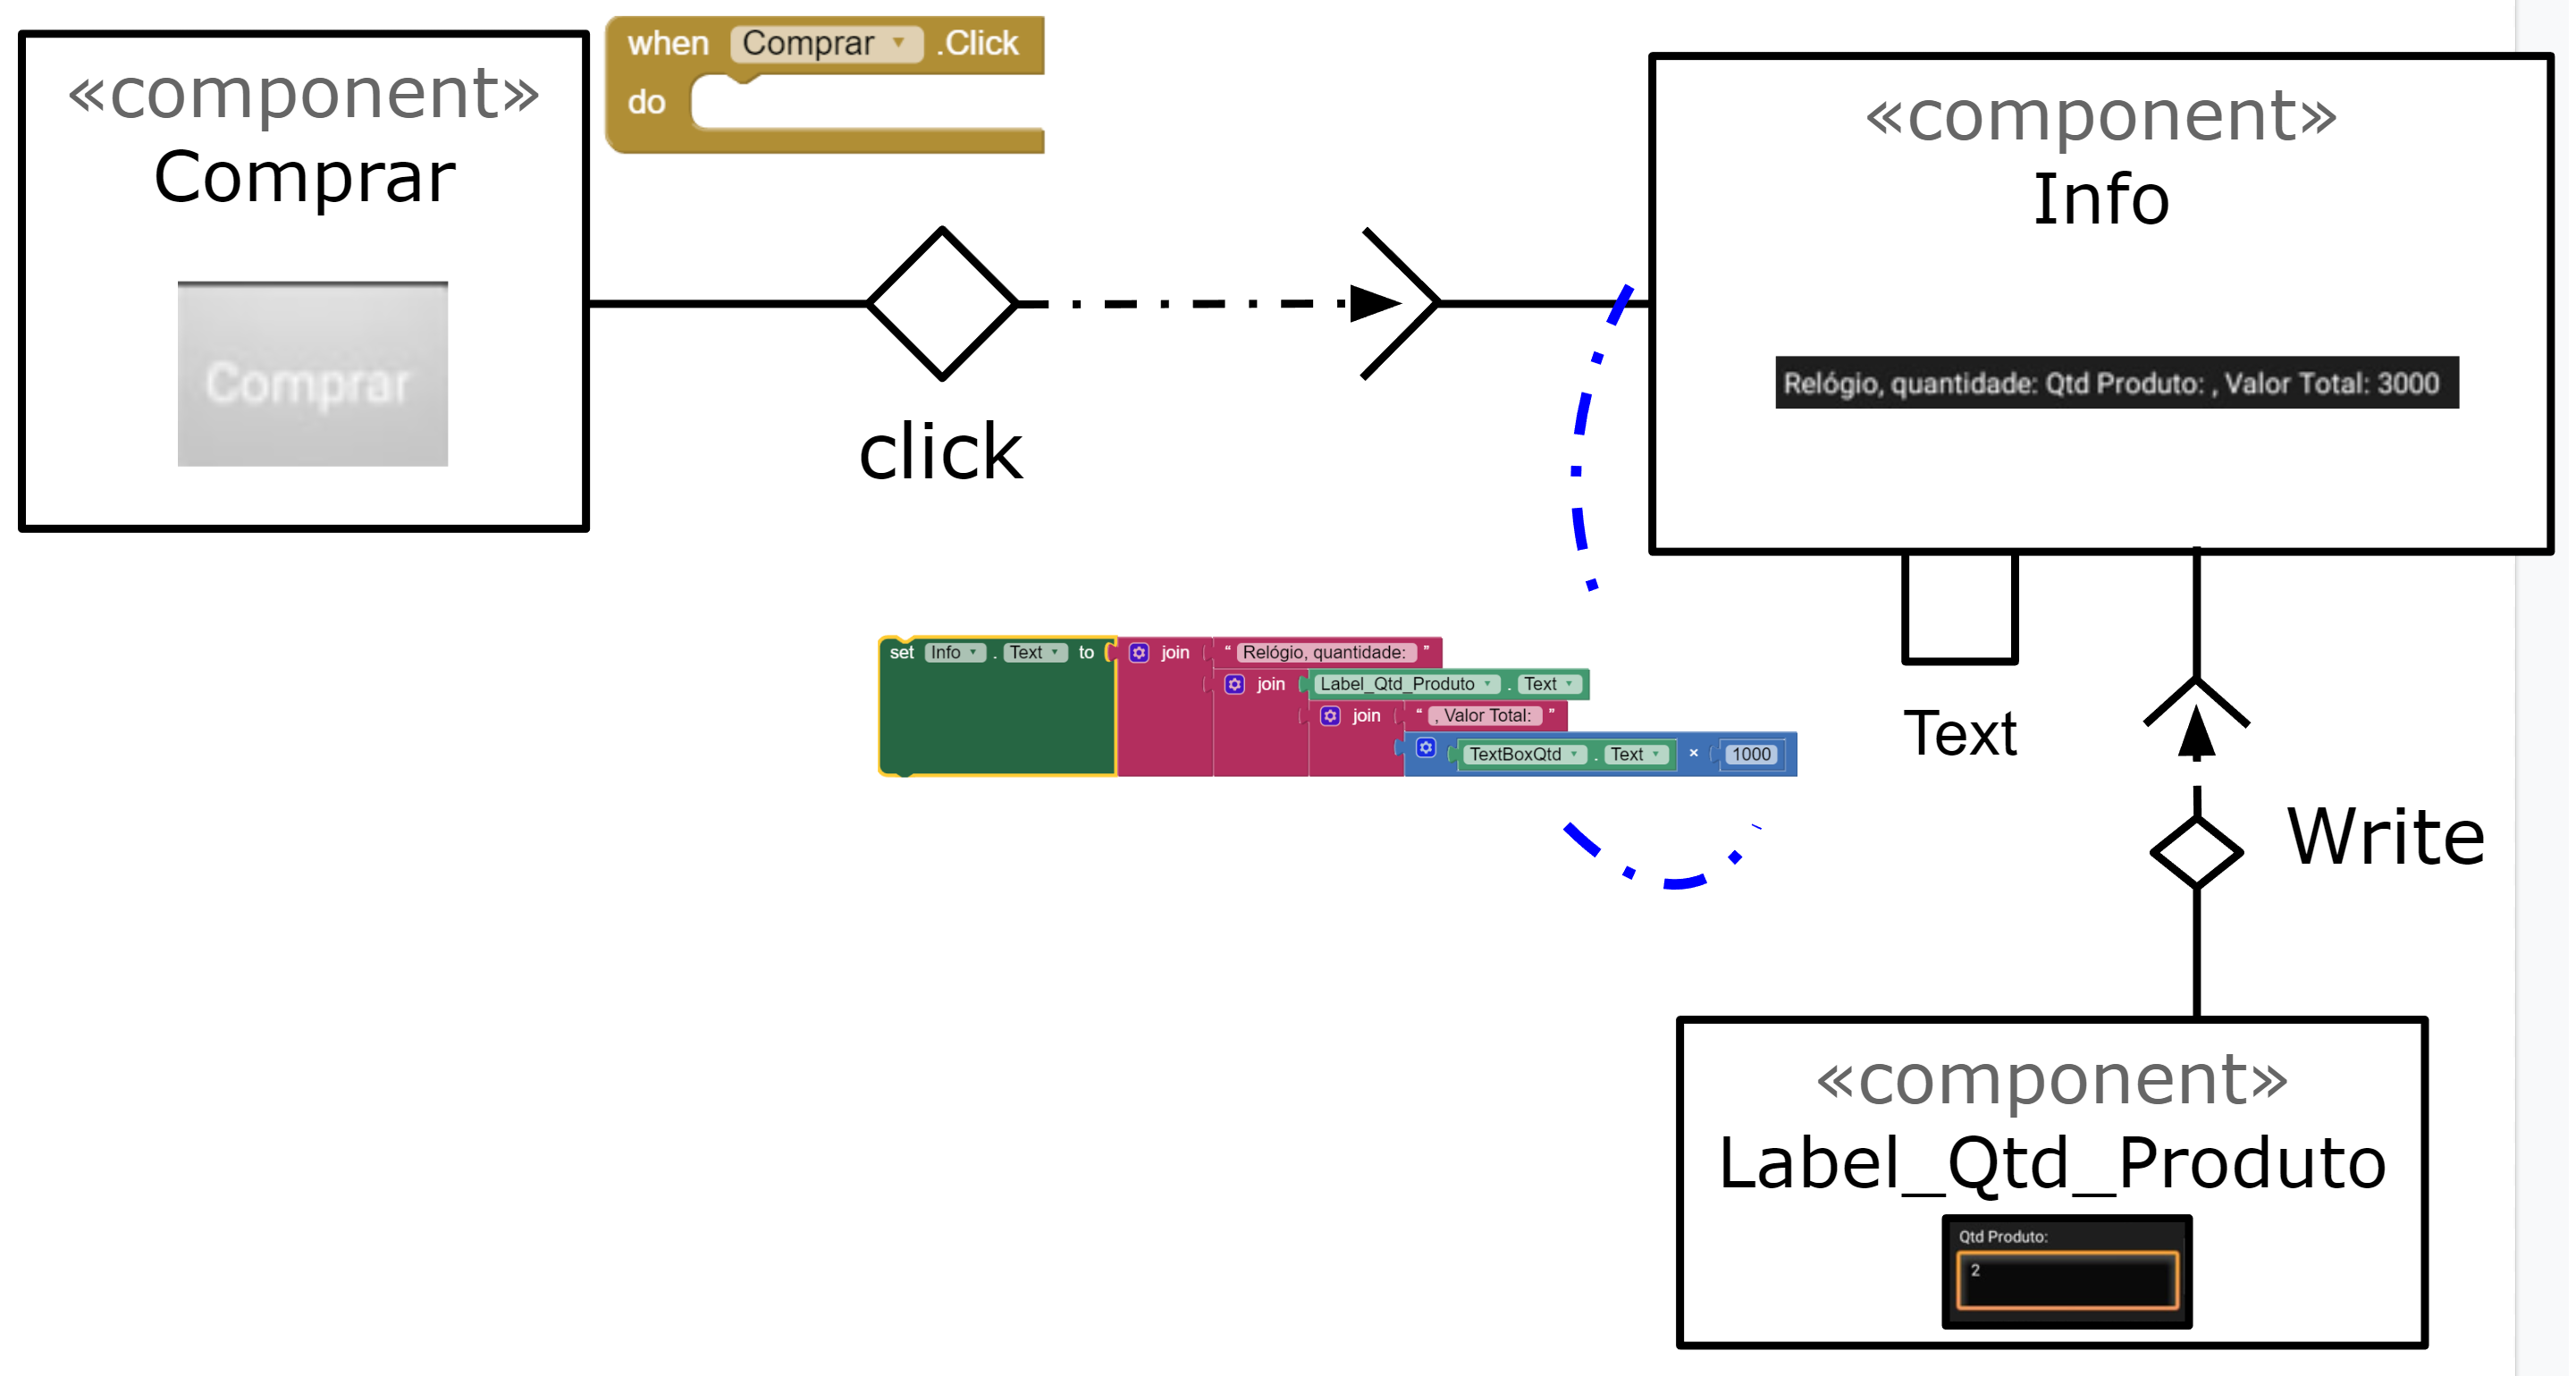 «component»
Comprar
Comprar
when Comprar .Click
do
click
«component»
Info
Relógio, quantidade: Qtd Produto: , Valor Total: 3000
set Info . Text to join “ Relógio, quantidade: ”
join Label_Qtd_Produto . Text
join “ , Valor Total: ”
TextBoxQtd . Text × 1000
Text
Write
«component»
Label_Qtd_Produto
Qtd Produto:
2